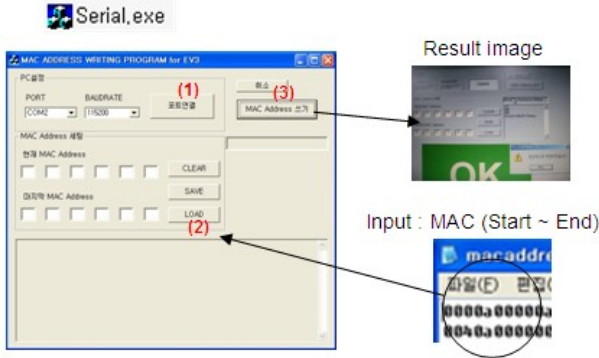 Serial,exe
MAC ADDRESS WRITING PROGRAM for EV3
PC설정
PORT
BAUDRATE
(1)
COM2
115200
포트연결
취소
(3)
MAC Address 쓰기
MAC Address 세팅
현재 MAC Address
CLEAR
마지막 MAC Address
SAVE
LOAD
(2)
Result image
OK
Input : MAC (Start ~ End)
macaddre
파일(F) 편집(